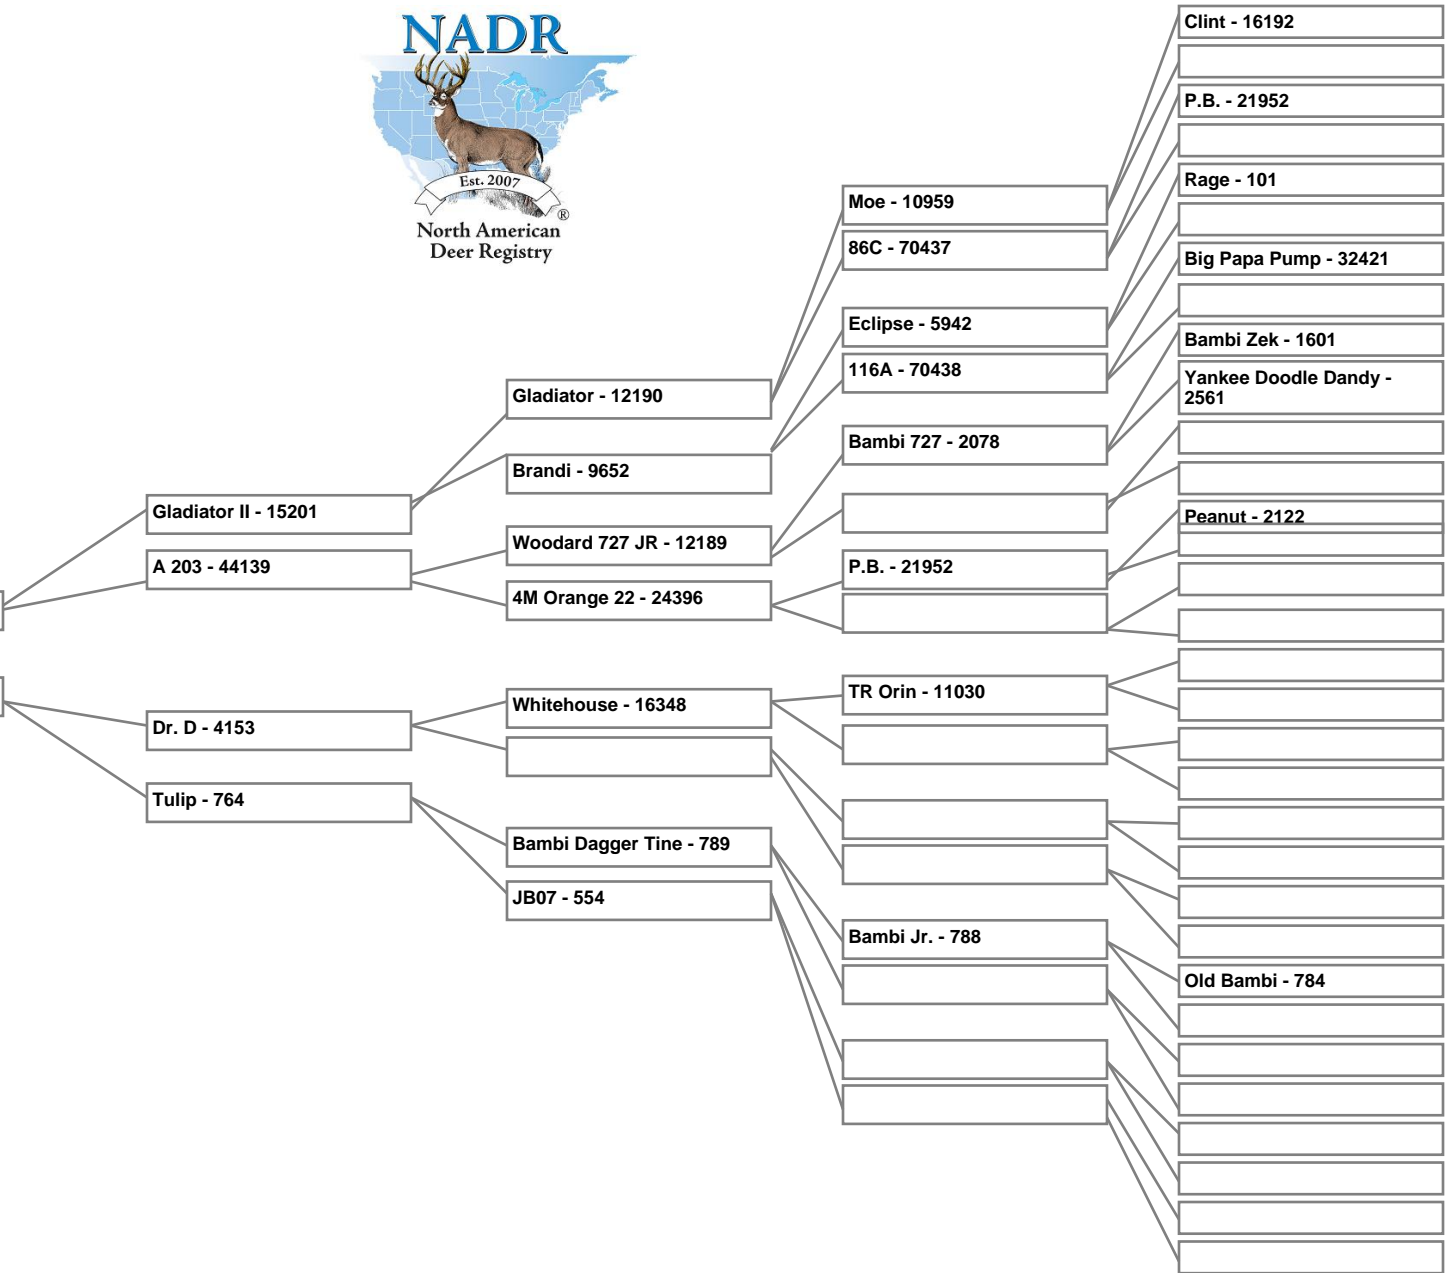 NADR
Est. 2007
®
North American
Deer Registry
Gladiator II - 15201
A 203 - 44139
Dr. D - 4153
Tulip - 764
Gladiator - 12190
Brandi - 9652
Woodard 727 JR - 12189
4M Orange 22 - 24396
Whitehouse - 16348
Bambi Dagger Tine - 789
JB07 - 554
Moe - 10959
86C - 70437
Eclipse - 5942
116A - 70438
Bambi 727 - 2078
P.B. - 21952
TR Orin - 11030
Bambi Jr. - 788
Clint - 16192
P.B. - 21952
Rage - 101
Big Papa Pump - 32421
Bambi Zek - 1601
Yankee Doodle Dandy -
2561
Peanut - 2122
Old Bambi - 784